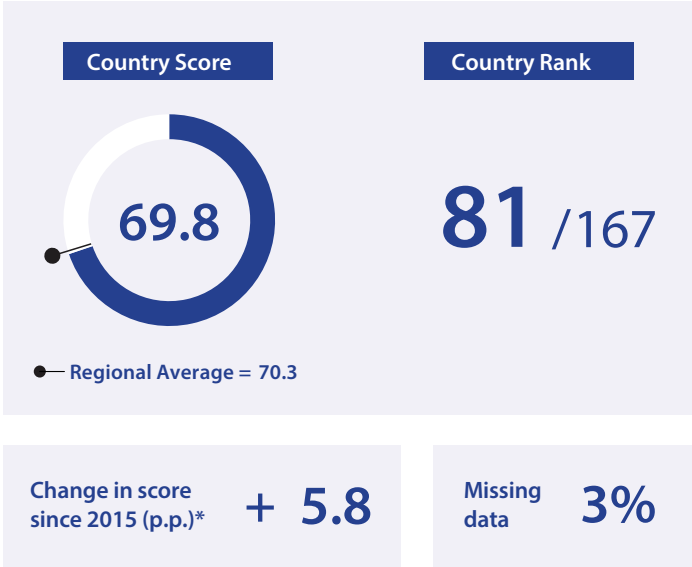 Country Score
Country Rank
69.8
81 /167
Regional Average = 70.3
Change in score
since 2015 (p.p.)*
+ 5.8
Missing
data
3%